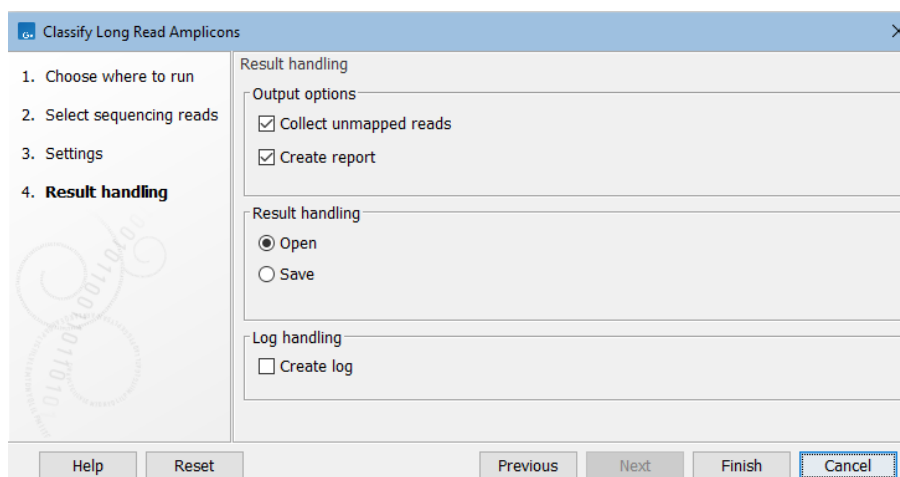 Classify Long Read Amplicons
1. Choose where to run
2. Select sequencing reads
3. Settings
4. Result handling
Result handling
Output options
Collect unmapped reads
Create report
Result handling
Open
Save
Log handling
Create log
Help Reset Previous Next Finish Cancel